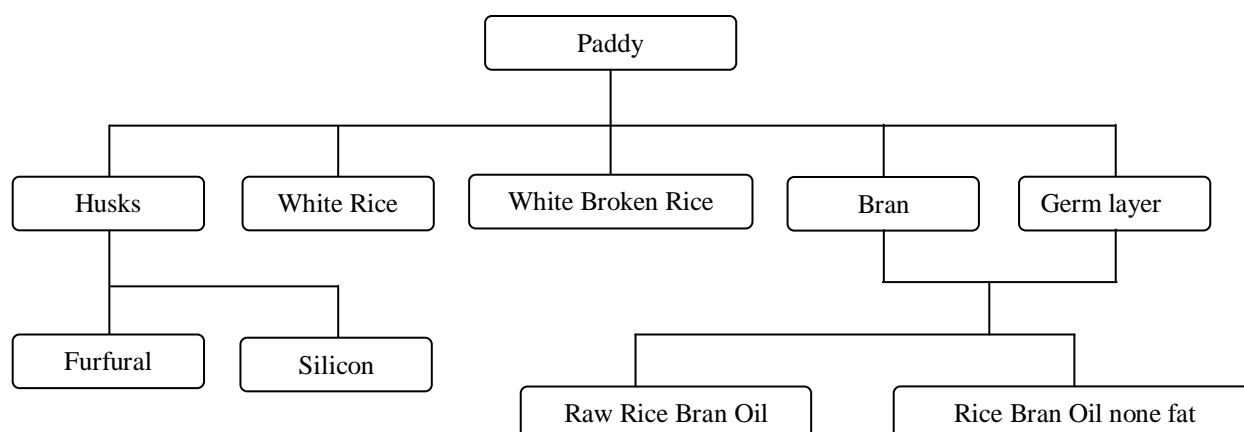 Paddy
Husks
White Rice
White Broken Rice
Bran
Germ layer
Furfural
Silicon
Raw Rice Bran Oil
Rice Bran Oil none fat